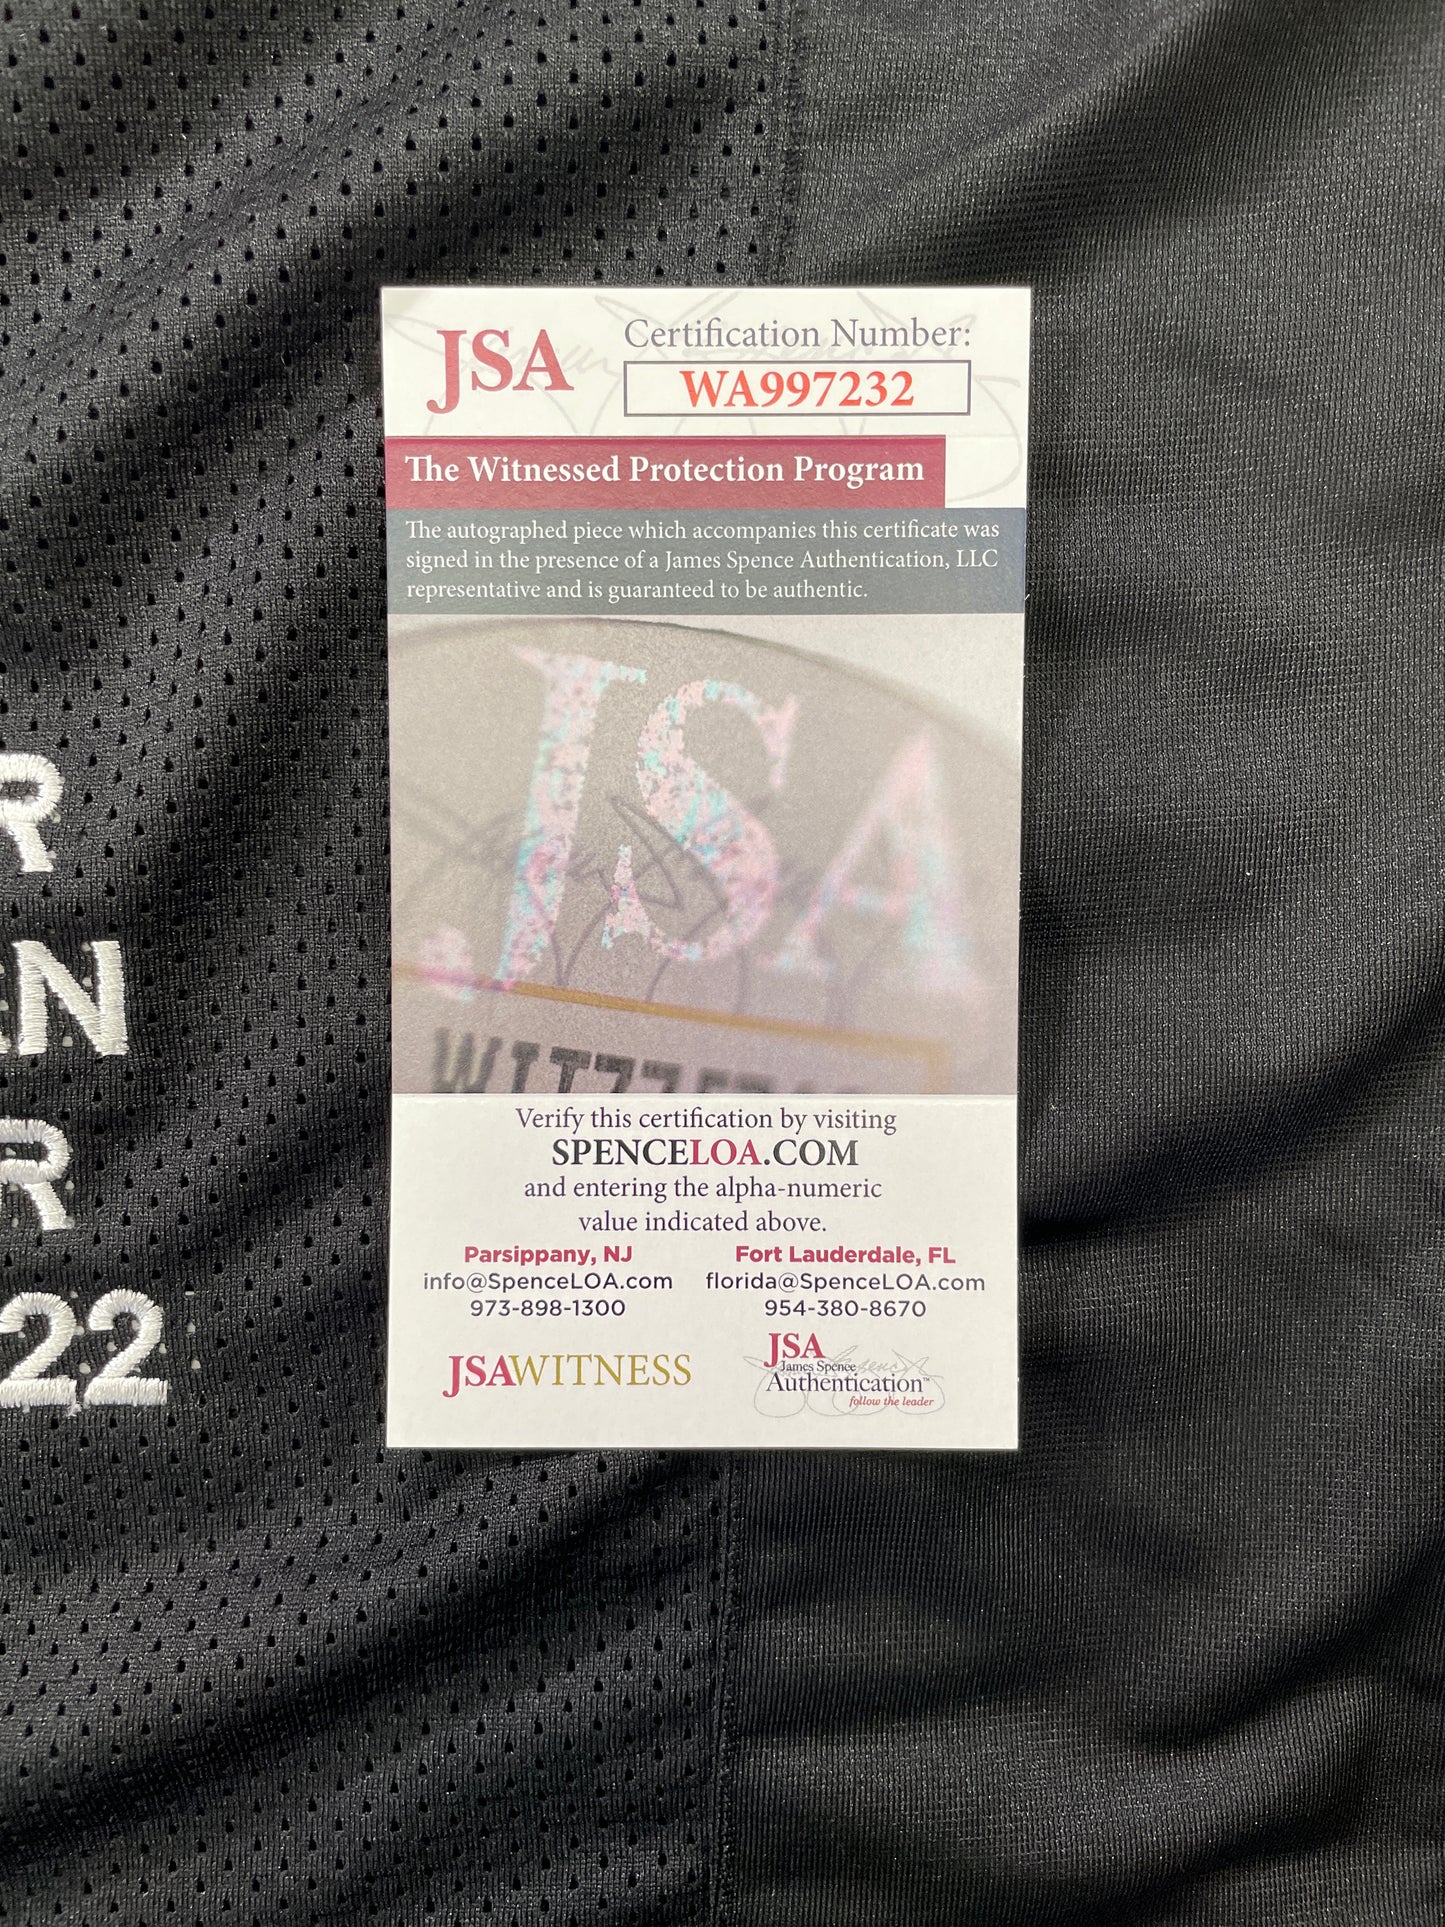 JSA
Certification Number:
WA997232
The Witnessed Protection Program
The autographed piece which accompanies this certificate was
signed in the presence of a James Spence Authentication, LLC
representative and is guaranteed to be authentic.
JSA
R
N
R
22
Verify this certification by visiting
SPENCELOA.COM
and entering the alpha-numeric
value indicated above.
Parsippany, NJ
info@SpenceLOA.com
973-898-1300
Fort Lauderdale, FL
florida@SpenceLOA.com
954-380-8670
JSAWITNESS
JSA
James Spence
Authentication™
follow the leader